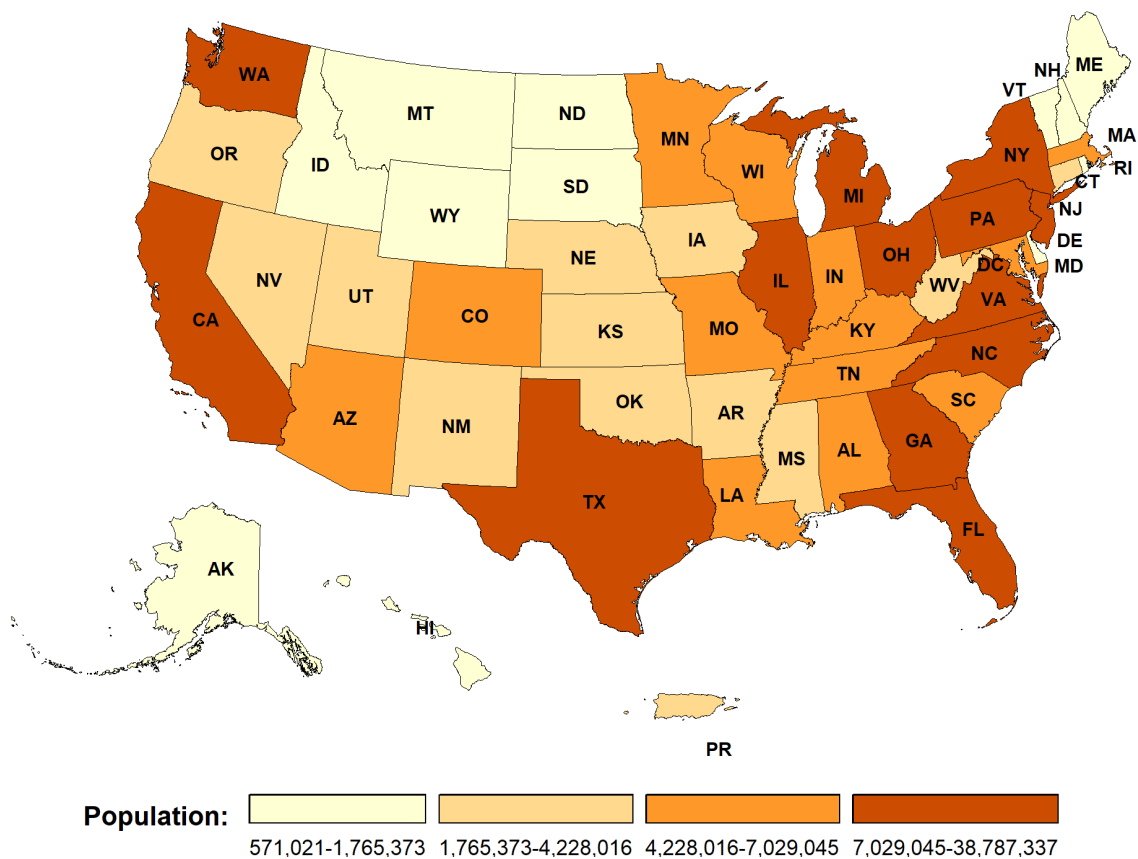 WA
MT
ND
MN
ME
NH
VT
OR
ID
SD
WI
MI
NY
MA
RI
CT
WY
IA
NE
PA
NJ
NV
UT
CO
KS
MO
IL
IN
OH
DE
MD
DC
WV
VA
CA
KY
NC
TN
AZ
NM
OK
AR
SC
MS
AL
GA
TX
LA
FL
AK
HI
PR
Population:
571,021-1,765,373
1,765,373-4,228,016
4,228,016-7,029,045
7,029,045-38,787,337